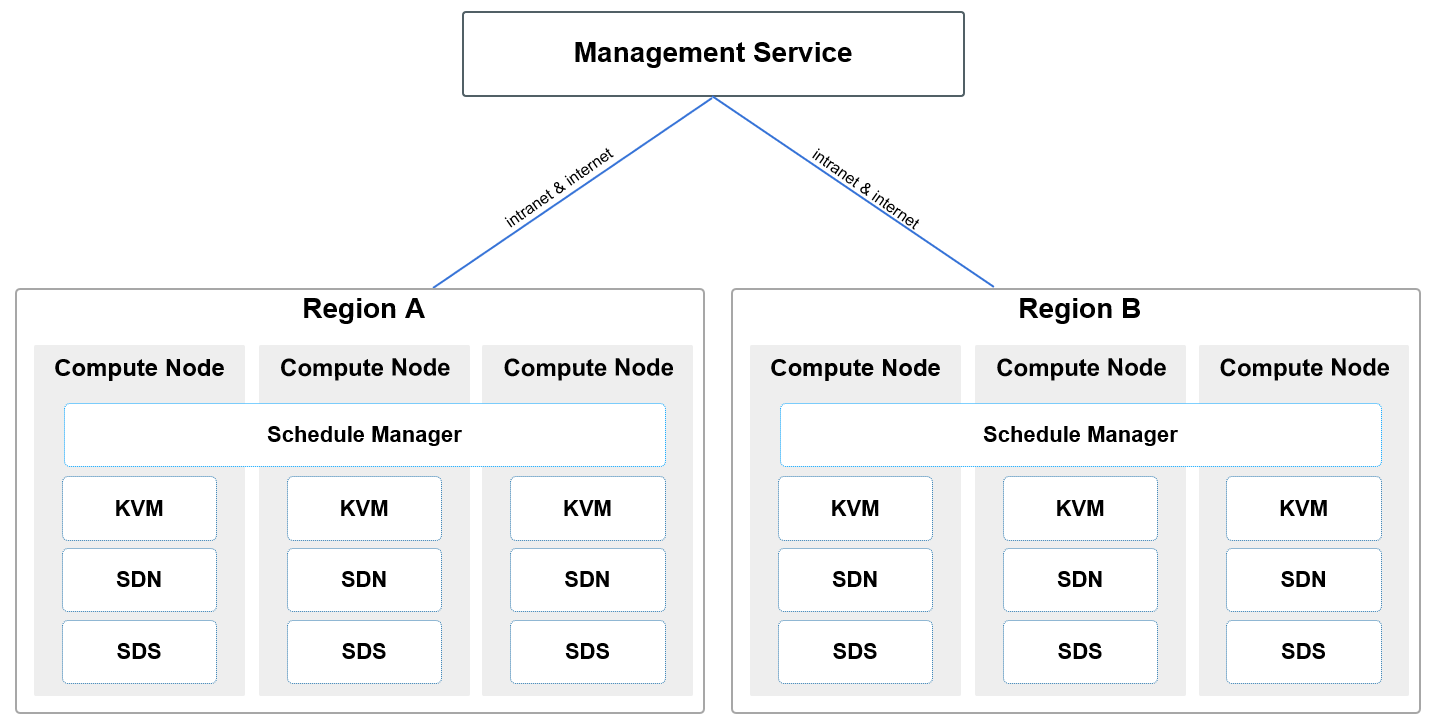 Management Service
intranet & internet
intranet & internet
Region A
Compute Node
Compute Node
Compute Node
Schedule Manager
KVM
KVM
KVM
SDN
SDN
SDN
SDS
SDS
SDS
Region B
Compute Node
Compute Node
Compute Node
Schedule Manager
KVM
KVM
KVM
SDN
SDN
SDN
SDS
SDS
SDS